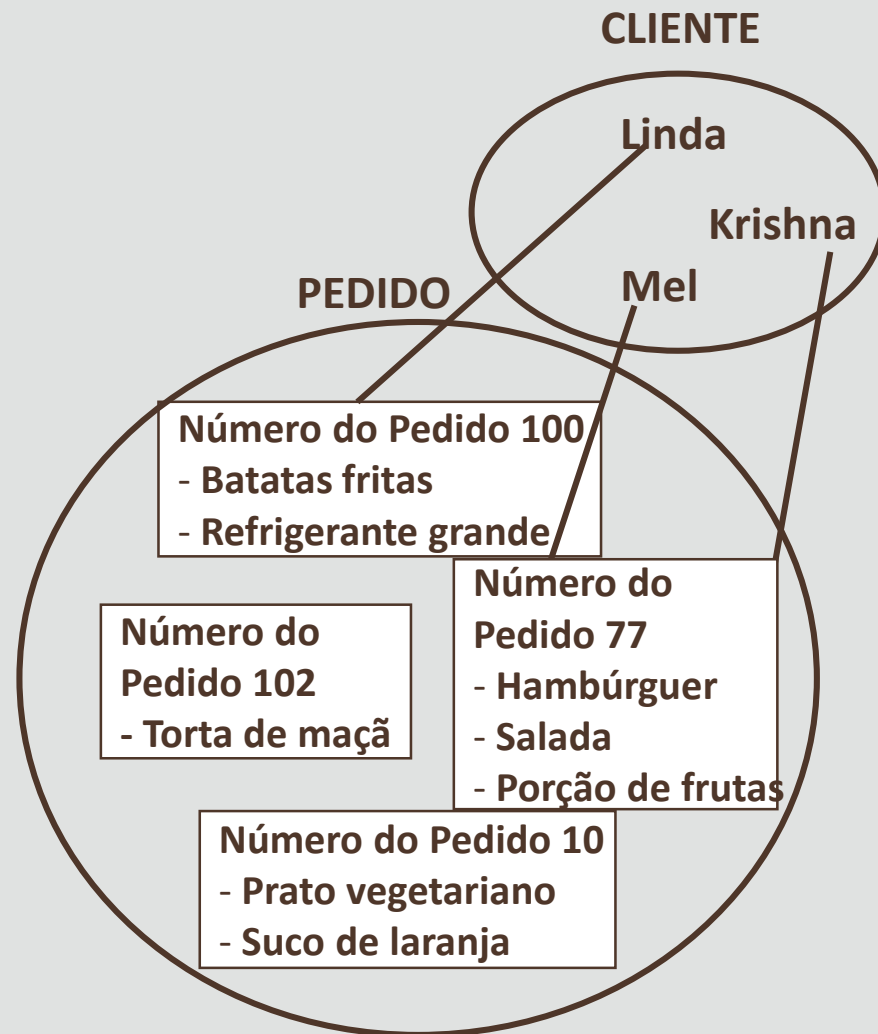 CLIENTE
Linda
Krishna
Mel
PEDIDO
Número do Pedido 100
- Batatas fritas
- Refrigerante grande
Número do
Pedido 77
- Hambúrguer
- Salada
- Porção de frutas
Número do
Pedido 102
- Torta de maçã
Número do Pedido 10
- Prato vegetariano
- Suco de laranja